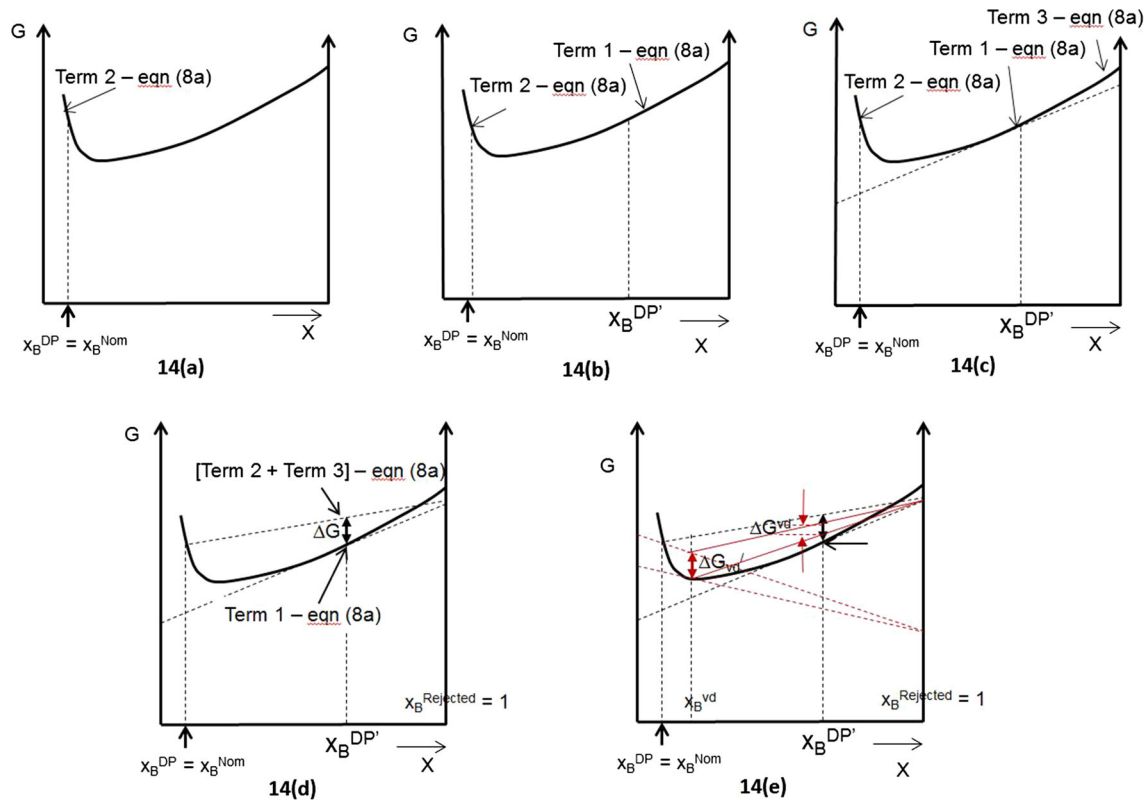 G
Term 2 – eqn (8a)
x_B^DP = x_B^Nom
X
14(a)
G
Term 1 – eqn (8a)
Term 2 – eqn (8a)
x_B^DP = x_B^Nom
X_B^DP'
X
14(b)
G
Term 3 – eqn (8a)
Term 1 – eqn (8a)
Term 2 – eqn (8a)
x_B^DP = x_B^Nom
X_B^DP'
X
14(c)
G
[Term 2 + Term 3] – eqn (8a)
ΔG
Term 1 – eqn (8a)
x_B^Rejected = 1
x_B^DP = x_B^Nom
X_B^DP'
X
14(d)
G
ΔG^vd
ΔG_vd'
x_B^vd
x_B^Rejected = 1
x_B^DP = x_B^Nom
X_B^DP'
X
14(e)